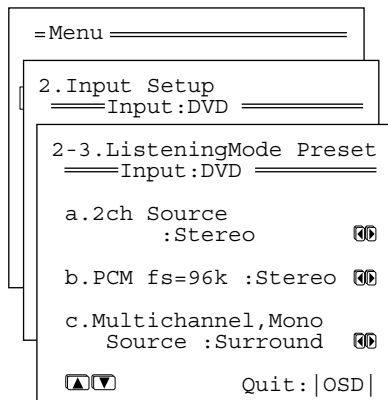 Menu
2.Input Setup
Input:DVD
2-3.ListeningMode Preset
Input:DVD
a.2ch Source
:Stereo
b.PCM fs=96k :Stereo
c.Multichannel,Mono
Source :Surround
Quit:|OSD|